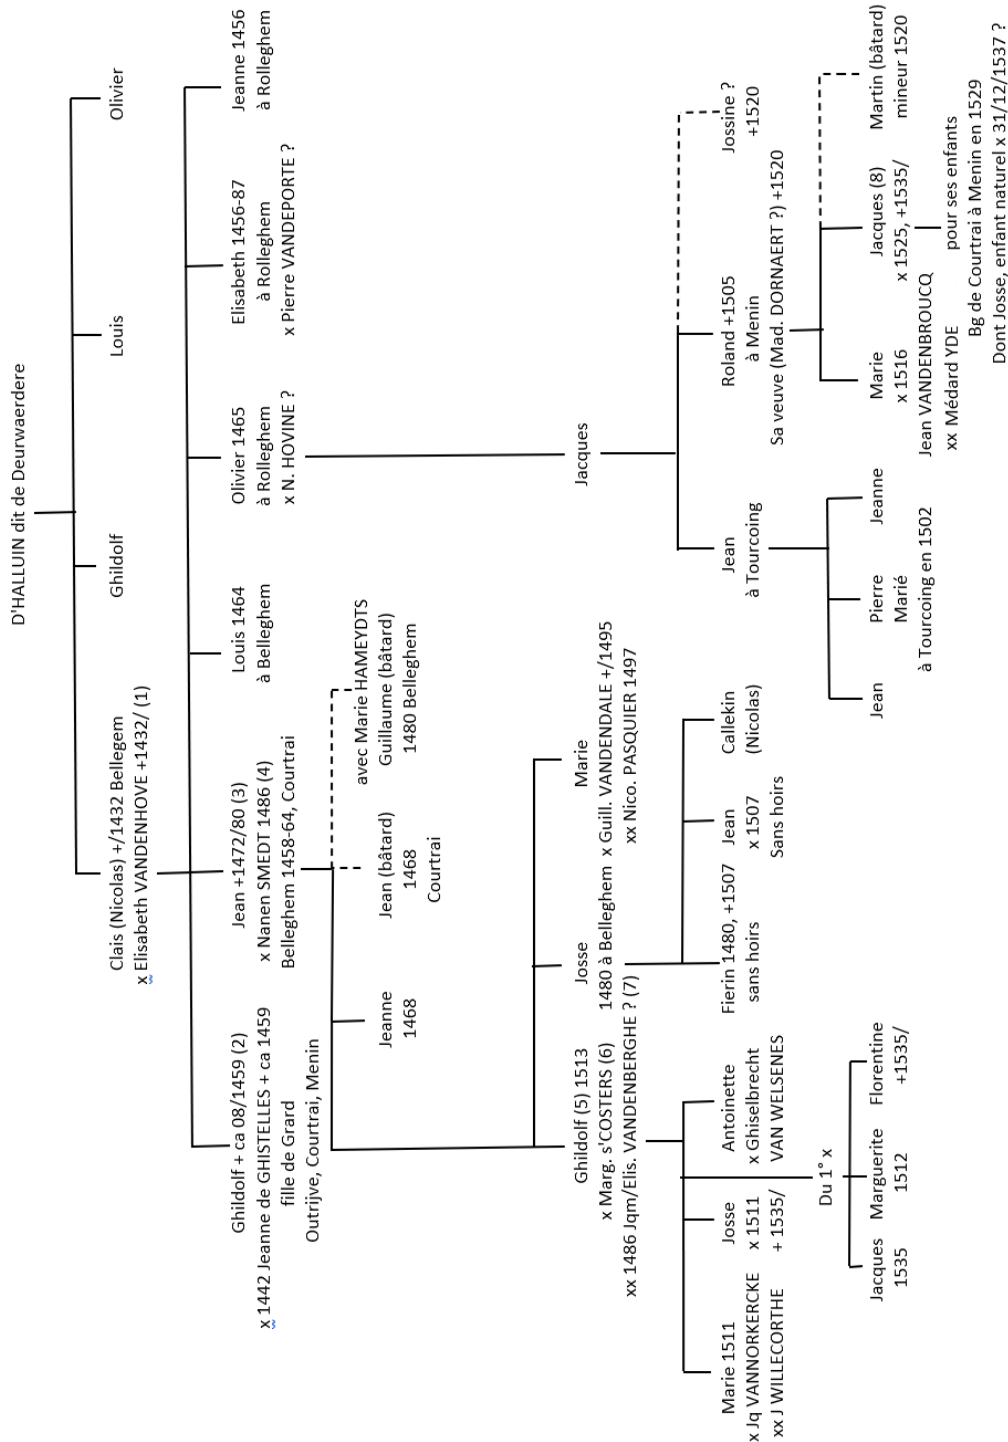 D'HALLUIN dit de Deurwaerdere
Clais (Nicolas) +/1432 Bellegem
x Elisabeth VANDENHOVE +1432/ (1)
Ghildolf
Louis
Olivier
Ghildolf + ca 08/1459 (2)
x 1442 Jeanne de GHISTELLES + ca 1459
fille de Grard
Outrijve, Courtrai, Menin
Jean +1472/80 (3)
x Nanen SMEDT 1486 (4)
Belleghem 1458-64, Courtrai
Louis 1464
à Belleghem
Olivier 1465
à Rolleghem
x N. HOVINE ?
Elisabeth 1456-87
à Rolleghem
x Pierre VANDEPORTE ?
Jeanne 1456
à Rolleghem
Jeanne
1468
Jean (bâtard)
1468
Courtrai
avec Marie HAMEYDTS
Guillaume (bâtard)
1480 Belleghem
Ghildolf (5) 1513
x Marg. s'COSTERS (6)
xx 1486 Jqm/Elis. VANDENBERGHE ? (7)
Josse
1480 à Belleghem
Marie
x Guill. VANDENDALE +/1495
xx Nico. PASQUIER 1497
Jacques
Marie 1511
x Jq VANNORKERCKE
xx J WILLECORTHE
Josse
x 1511
+ 1535/
Antoinette
x Ghiselbrecht
VAN WELSENES
Fierin 1480, +1507
sans hoirs
Jean
x 1507
Sans hoirs
Callekin
(Nicolas)
Jean
à Tourcoing
Roland +1505
à Menin
Sa veuve (Mad. DORNAERT ?) +1520
Jossine ?
+1520
Du 1° x
Jacques
1535
Marguerite
1512
Florentine
+1535/
Jean
Pierre
Marié
Jeanne
à Tourcoing en 1502
Marie
x 1516
Jean VANDENBROUCQ
xx Médard YDE
Jacques (8)
x 1525, +1535/
pour ses enfants
Bg de Courtrai à Menin en 1529
Dont Josse, enfant naturel x 31/12/1537 ?
Martin (bâtard)
mineur 1520